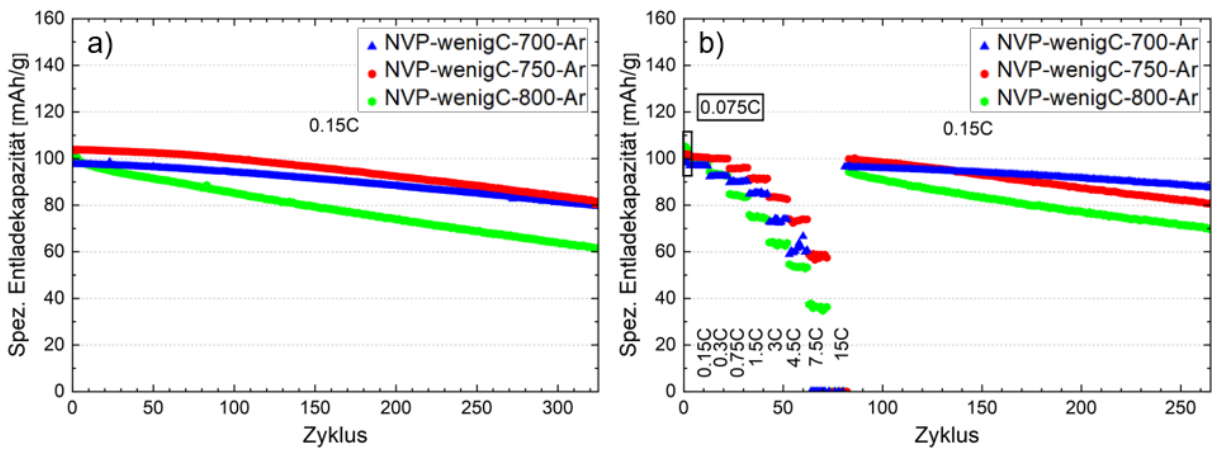 a)
NVP-wenigC-700-Ar
NVP-wenigC-750-Ar
NVP-wenigC-800-Ar
0.15C
160
140
120
100
80
60
40
20
0
Spez. Entladekapazität [mAh/g]
0 50 100 150 200 250 300
Zyklus
b)
NVP-wenigC-700-Ar
NVP-wenigC-750-Ar
NVP-wenigC-800-Ar
0.075C
0.15C
160
140
120
100
80
60
40
20
0
Spez. Entladekapazität [mAh/g]
0.15C
0.3C
0.75C
1.5C
3C
4.5C
7.5C
15C
0 50 100 150 200 250
Zyklus